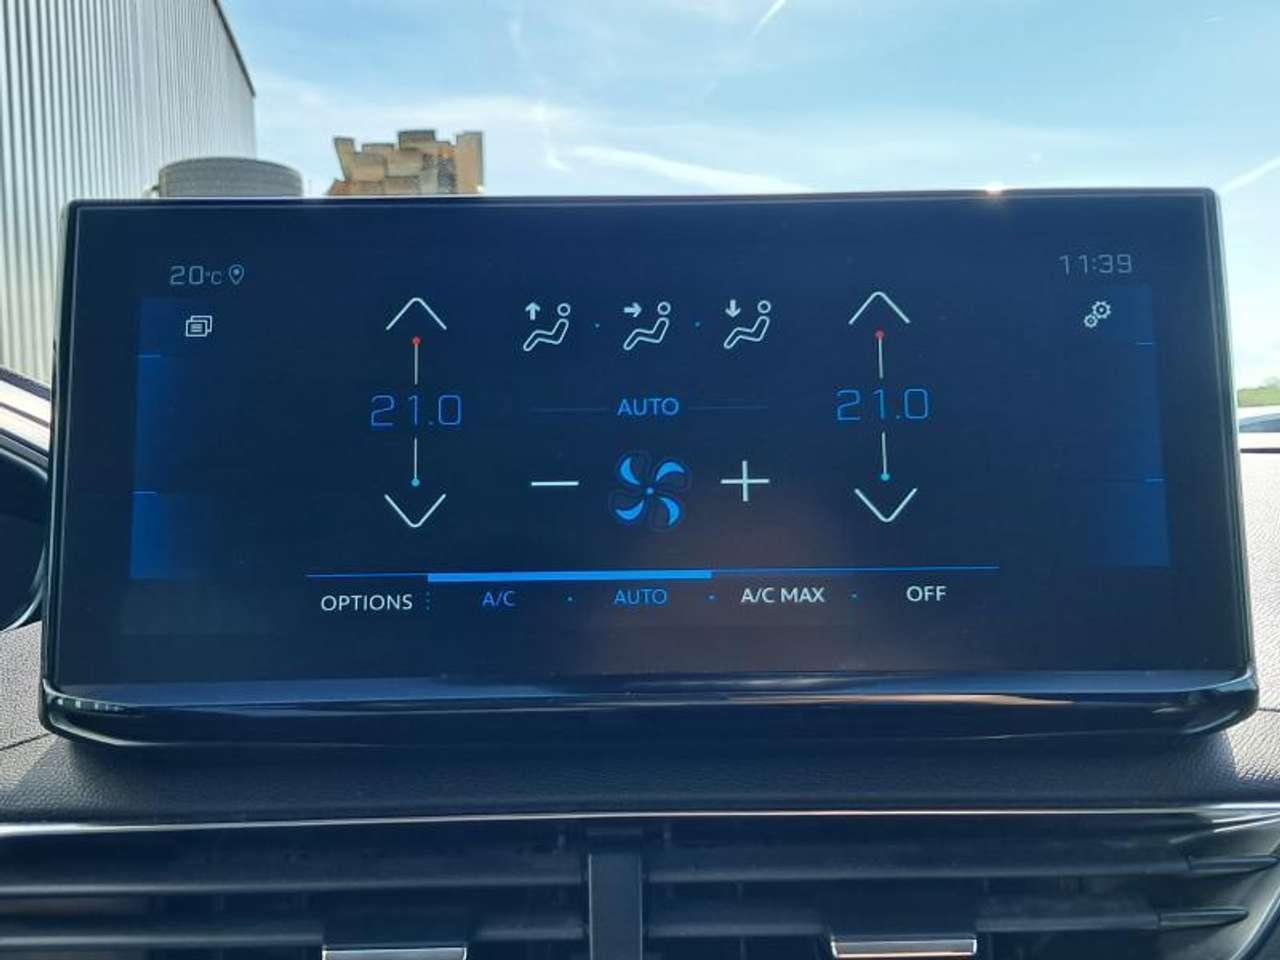 20°C
11:39
21.0
21.0
AUTO
OPTIONS A/C AUTO A/C MAX OFF